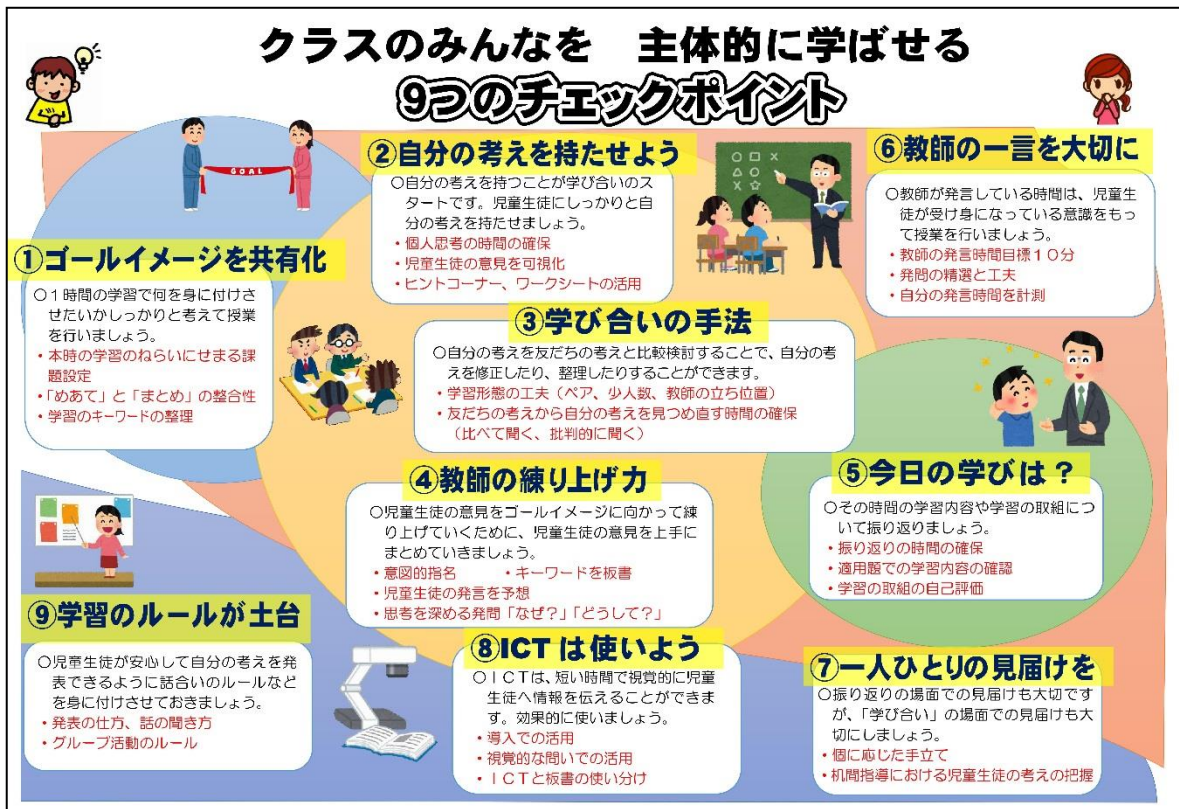 クラスのみんなを 主体的に学ばせる
9つのチェックポイント
GOAL
①ゴールイメージを共有化
○1時間の学習で何を身に付けさ
せたいかしっかりと考えて授業
を行いましょう。
・本時の学習のねらいにせまる課
題設定
・「めあて」と「まとめ」の整合性
・学習のキーワードの整理
②自分の考えを持たせよう
○自分の考えを持つことが学び合いのス
タートです。児童生徒にしっかりと自
分の考えを持たせましょう。
・個人思考の時間の確保
・児童生徒の意見を可視化
・ヒントコーナー、ワークシートの活用
③学び合いの手法
○自分の考えを友だちの考えと比較検討することで、自分の考
えを修正したり、整理したりすることができます。
・学習形態の工夫（ペア、少人数、教師の立ち位置）
・友だちの考えから自分の考えを見つめ直す時間の確保
（比べて聞く、批判的に聞く）
④教師の練り上げ力
○児童生徒の意見をゴールイメージに向かって練
り上げていくために、児童生徒の意見を上手に
まとめていきましょう。
・意図的指名 ・キーワードを板書
・児童生徒の発言を予想
・思考を深める発問「なぜ？」「どうして？」
⑤今日の学びは？
○その時間の学習内容や学習の取組につ
いて振り返りましょう。
・振り返りの時間の確保
・適用題での学習内容の確認
・学習の取組の自己評価
⑥教師の一言を大切に
○教師が発言している時間は、児童生
徒が受け身になっている意識をもっ
て授業を行いましょう。
・教師の発言時間目標１０分
・発問の精選と工夫
・自分の発言時間を計測
⑦一人ひとりの見届けを
○振り返りの場面での見届けも大切です
が、「学び合い」の場面での見届けも大
切にしましょう。
・個に応じた手立て
・机間指導における児童生徒の考えの把握
⑧ICTは使いよう
○ＩＣＴは、短い時間で視覚的に児童
生徒へ情報を伝えることができま
す。効果的に使いましょう。
・導入での活用
・視覚的な問いでの活用
・ＩＣＴと板書の使い分け
⑨学習のルールが土台
○児童生徒が安心して自分の考えを発
表できるように話合いのルールなど
を身に付けさせておきましょう。
・発表の仕方、話の聞き方
・グループ活動のルール